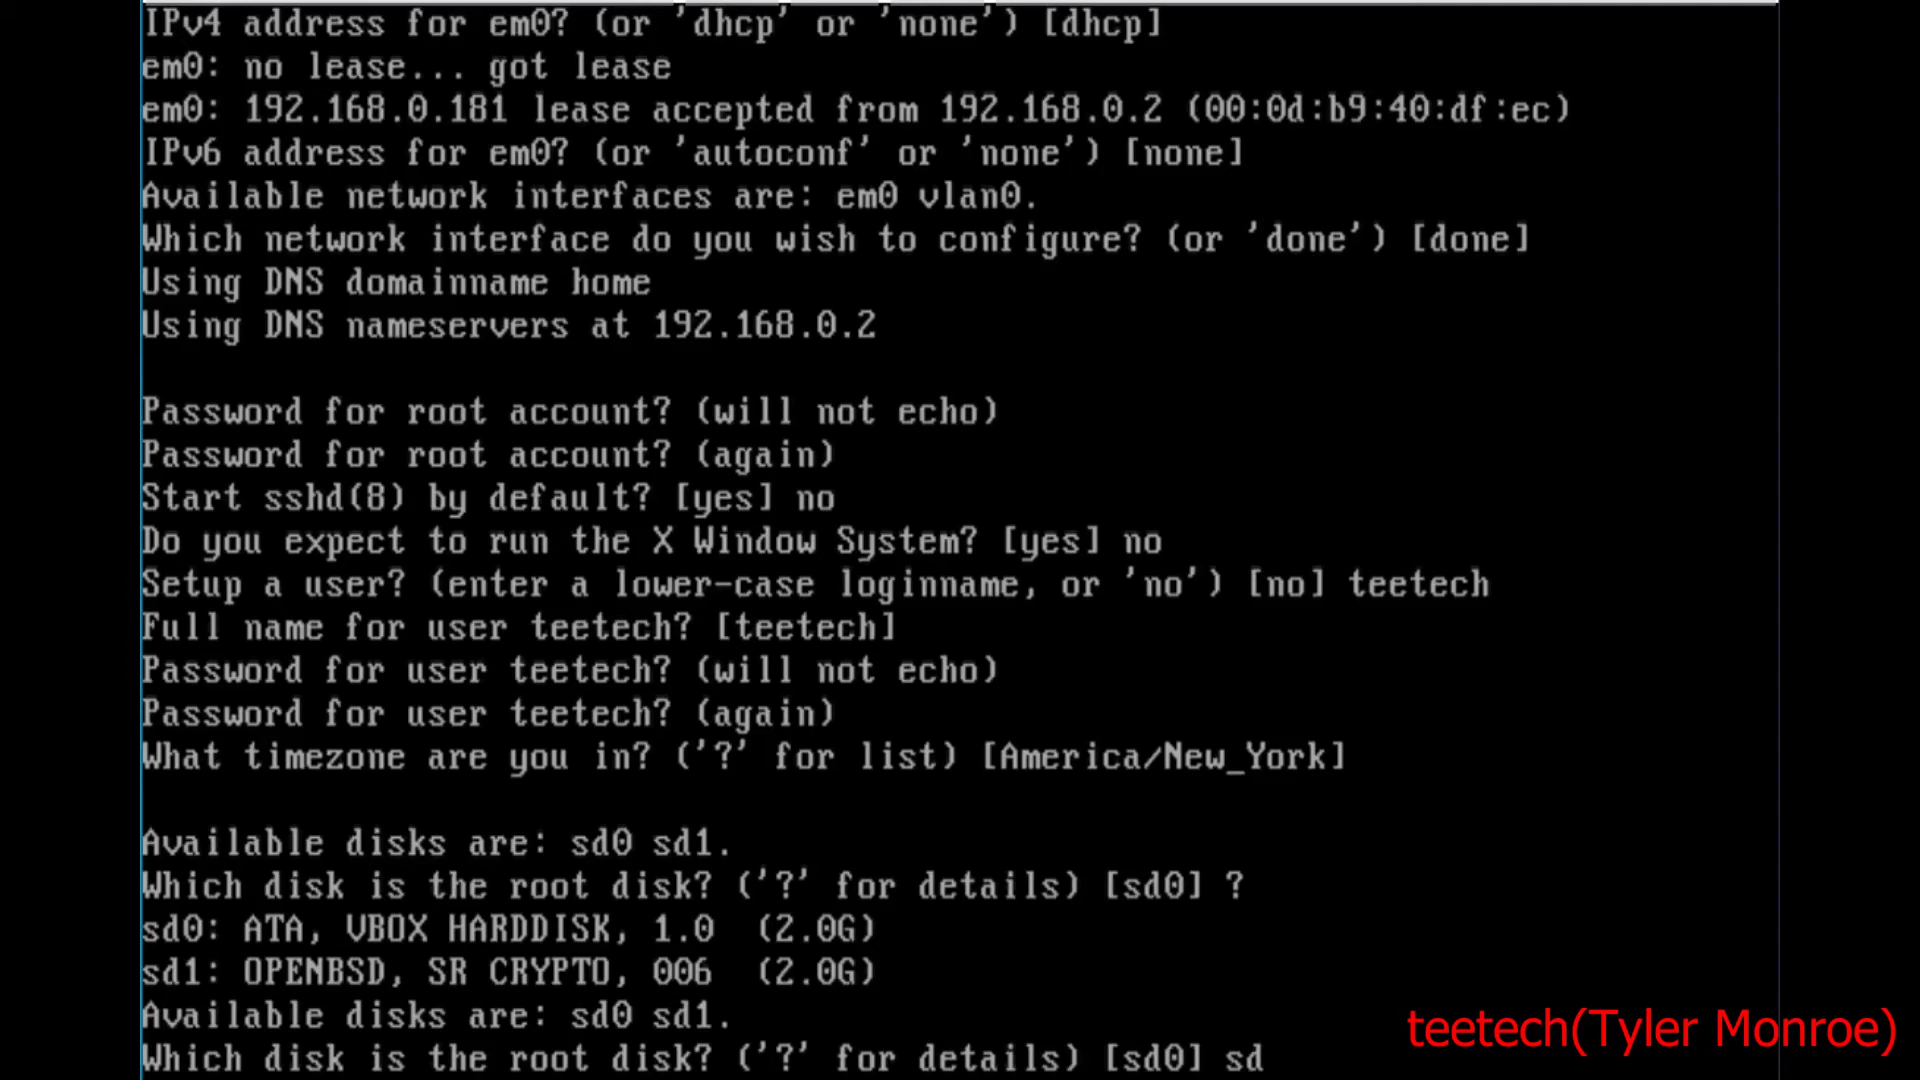 IPv4 address for em0? (or 'dhcp' or 'none') [dhcp]
em0: no lease... got lease
em0: 192.168.0.181 lease accepted from 192.168.0.2 (00:0d:b9:40:df:ec)
IPv6 address for em0? (or 'autoconf' or 'none') [none]
Available network interfaces are: em0 vlan0.
Which network interface do you wish to configure? (or 'done') [done]
Using DNS domainname home
Using DNS nameservers at 192.168.0.2
Password for root account? (will not echo)
Password for root account? (again)
Start sshd(8) by default? [yes] no
Do you expect to run the X Window System? [yes] no
Setup a user? (enter a lower-case loginname, or 'no') [no] teetech
Full name for user teetech? [teetech]
Password for user teetech? (will not echo)
Password for user teetech? (again)
What timezone are you in? ('?' for list) [America/New_York]
Available disks are: sd0 sd1.
Which disk is the root disk? ('?' for details) [sd0] ?
sd0: ATA, VBOX HARDDISK, 1.0 (2.0G)
sd1: OPENBSD, SR CRYPTO, 006 (2.0G)
Available disks are: sd0 sd1.
Which disk is the root disk? ('?' for details) [sd0] sd
teetech(Tyler Monroe)